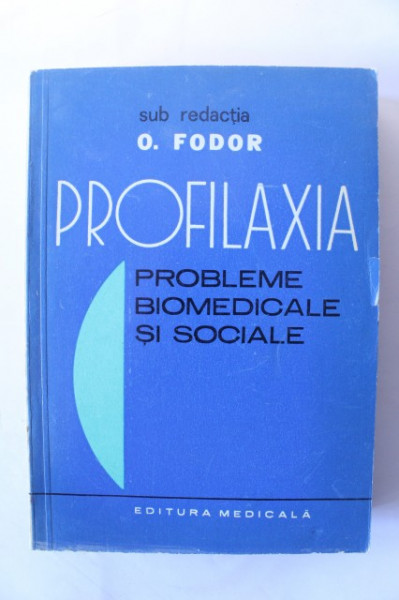 sub redacția
O. FODOR
PROFILAXIA
PROBLEME
BIOMEDICALE
ȘI SOCIALE
EDITURA MEDICALĂ